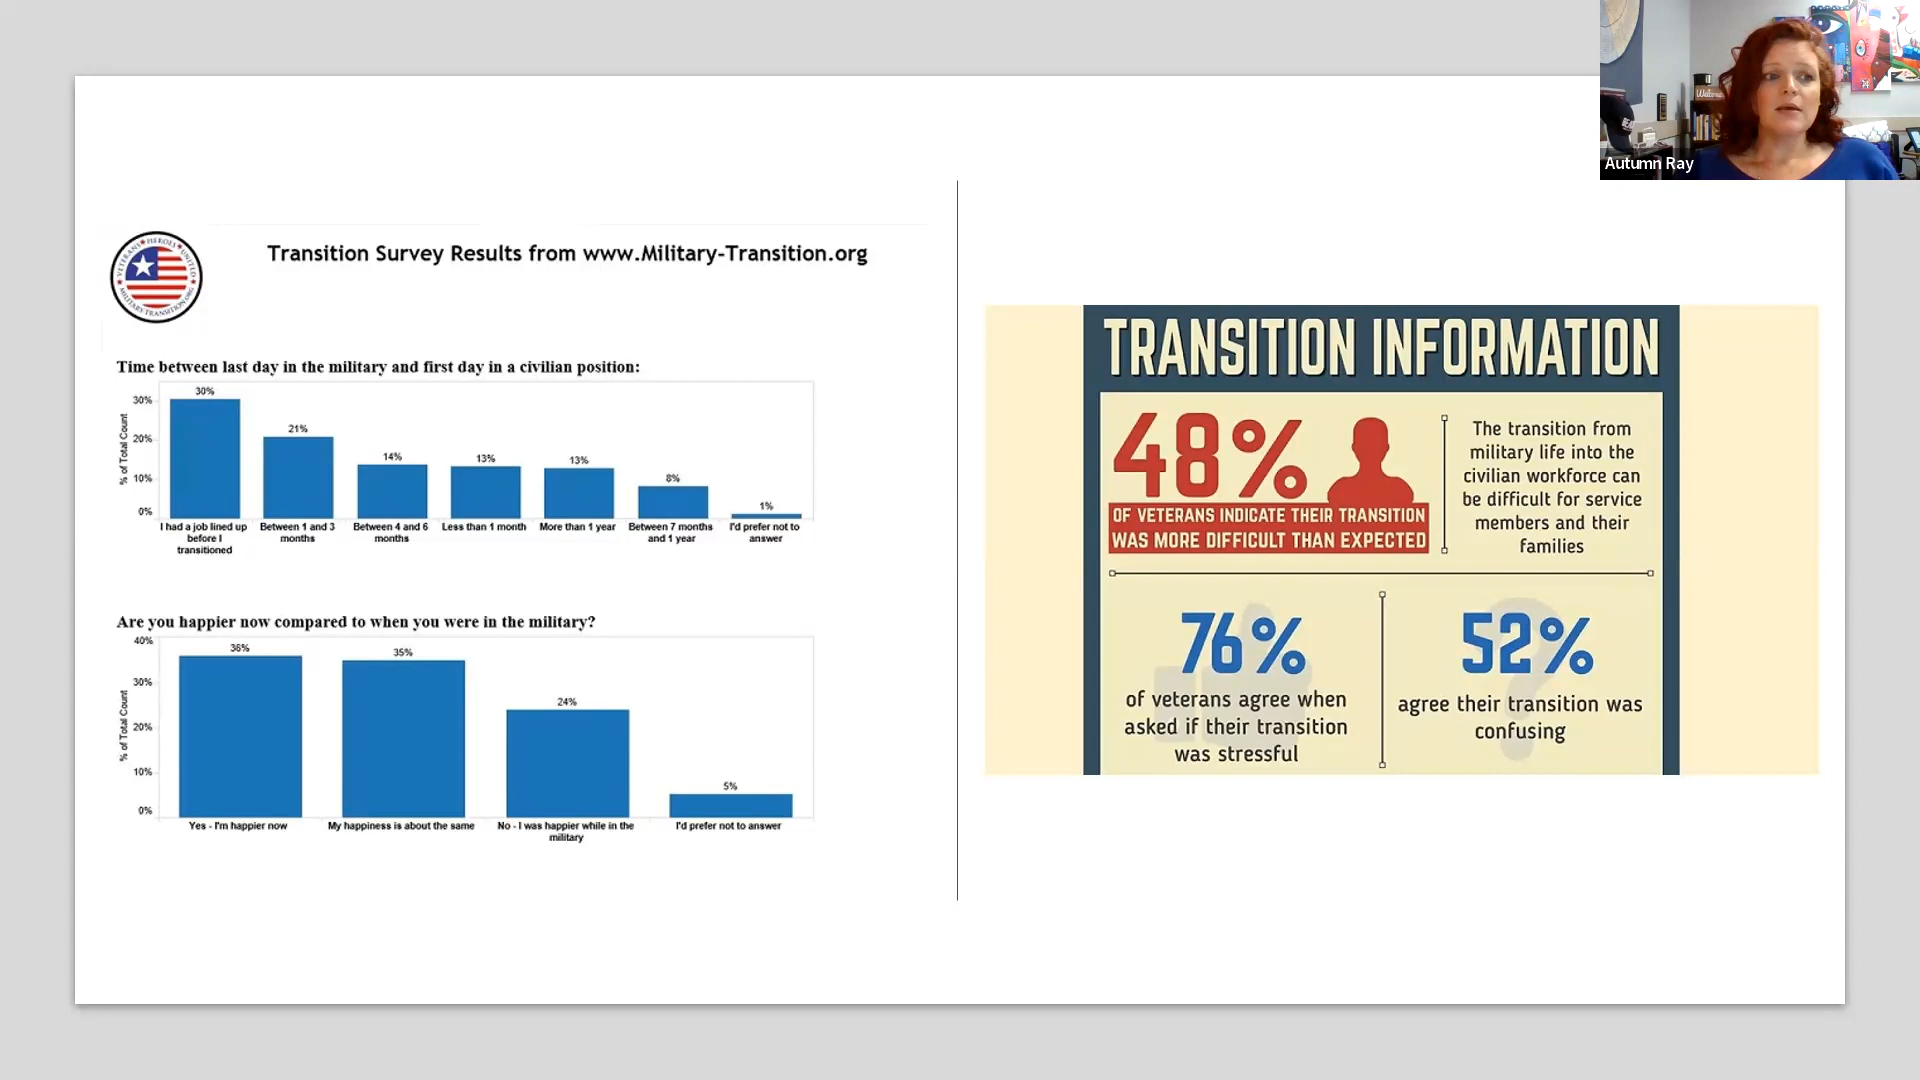 Autumn Ray
Welcome
VETERANS HEROES UNITED
MILITARY-TRANSITION.ORG
Transition Survey Results from www.Military-Transition.org
Time between last day in the military and first day in a civilian position:
% of Total Count
30%
20%
10%
0%
30%
21%
14%
13%
13%
8%
1%
I had a job lined up
before I
transitioned
Between 1 and 3
months
Between 4 and 6
months
Less than 1 month
More than 1 year
Between 7 months
and 1 year
I'd prefer not to
answer
Are you happier now compared to when you were in the military?
% of Total Count
40%
30%
20%
10%
0%
36%
35%
24%
5%
Yes - I'm happier now
My happiness is about the same
No - I was happier while in the
military
I'd prefer not to answer
TRANSITION INFORMATION
48%
OF VETERANS INDICATE THEIR TRANSITION
WAS MORE DIFFICULT THAN EXPECTED
The transition from
military life into the
civilian workforce can
be difficult for service
members and their
families
76%
of veterans agree when
asked if their transition
was stressful
52%
agree their transition was
confusing